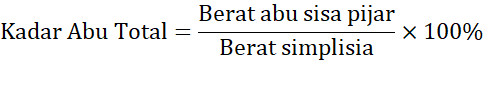 Kadar Abu Total = Berat abu sisa pijar / Berat simplisia × 100%